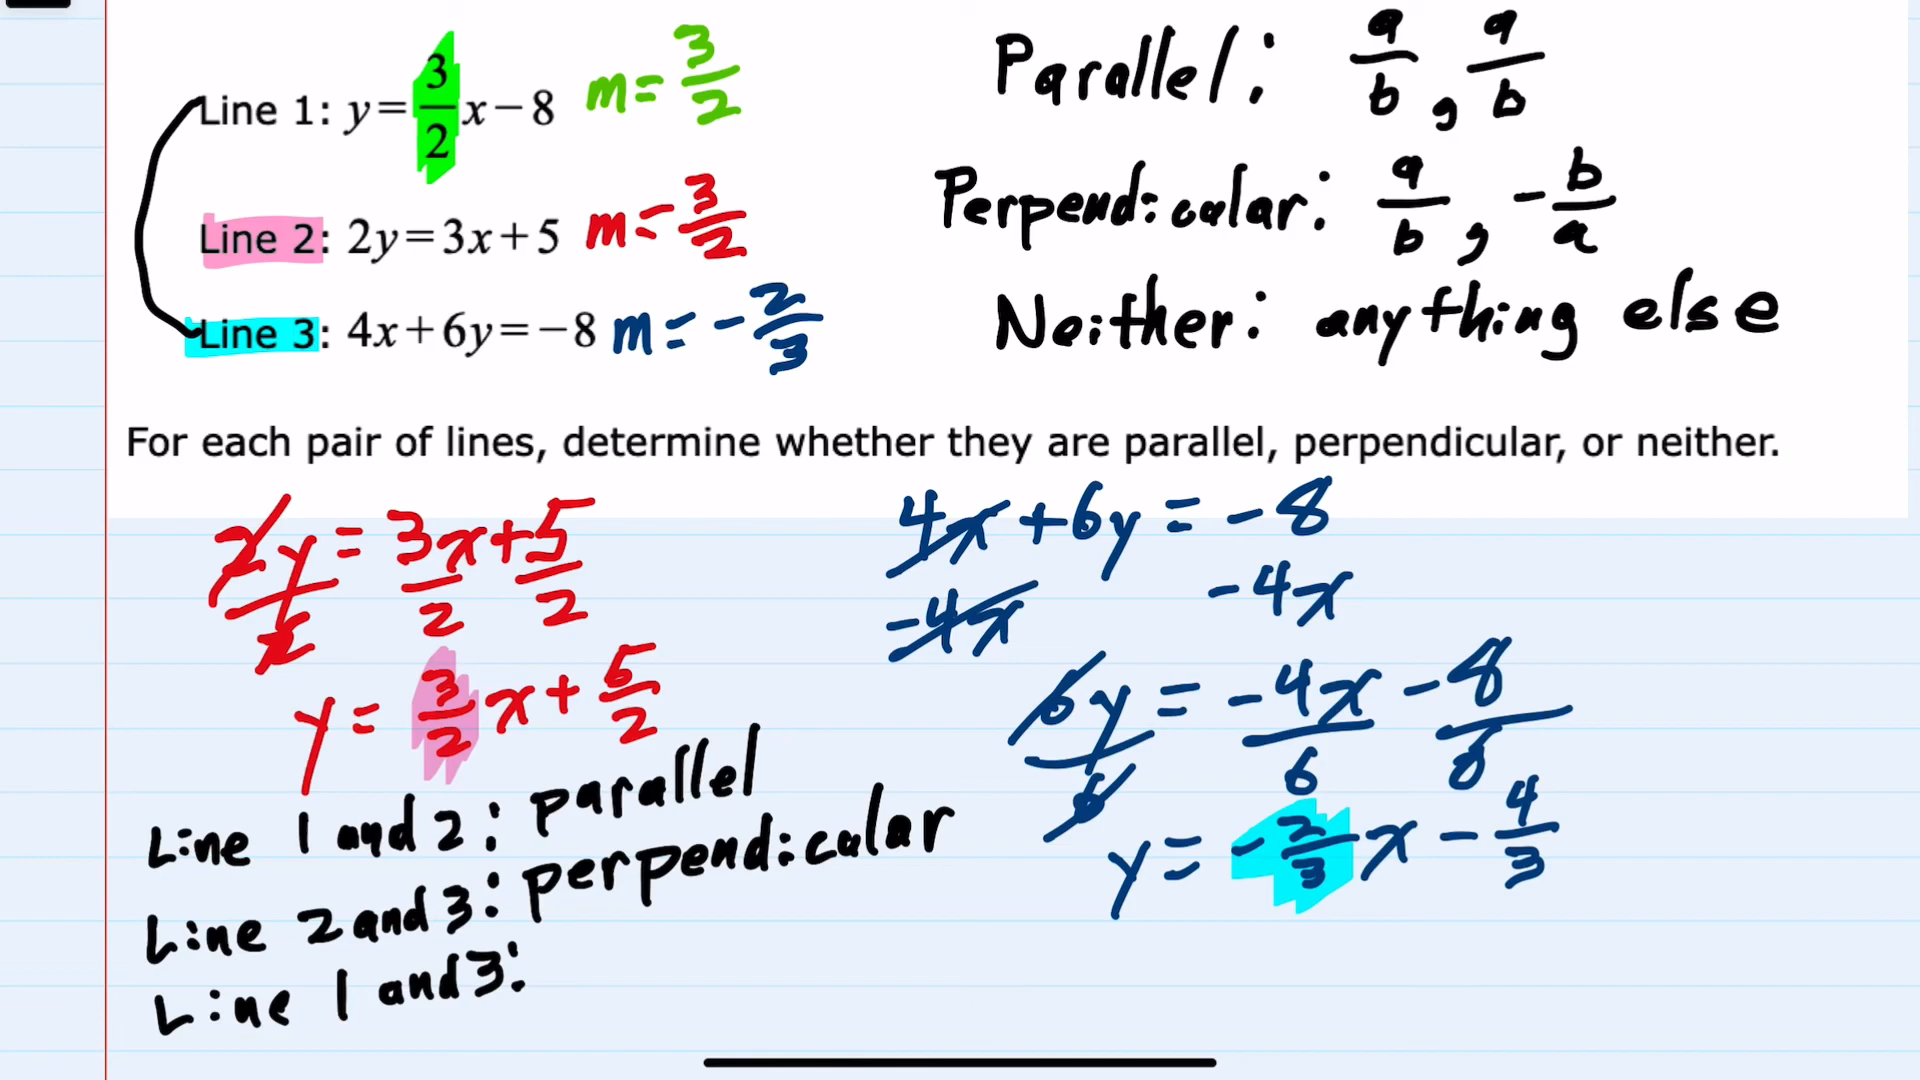 Line 1: y = 3/2 x − 8 m = 3/2
Line 2: 2y = 3x + 5 m = 3/2
Line 3: 4x + 6y = −8 m = - 2/3
Parallel: a/b, a/b
Perpendicular: a/b, - b/a
Neither: anything else
For each pair of lines, determine whether they are parallel, perpendicular, or neither.
2y/2 = 3x/2 + 5/2
y = 3/2 x + 5/2
4x + 6y = -8
-4x -4x
6y/6 = -4x/6 - 8/6
y = - 2/3 x - 4/3
Line 1 and 2: parallel
Line 2 and 3: perpendicular
Line 1 and 3: